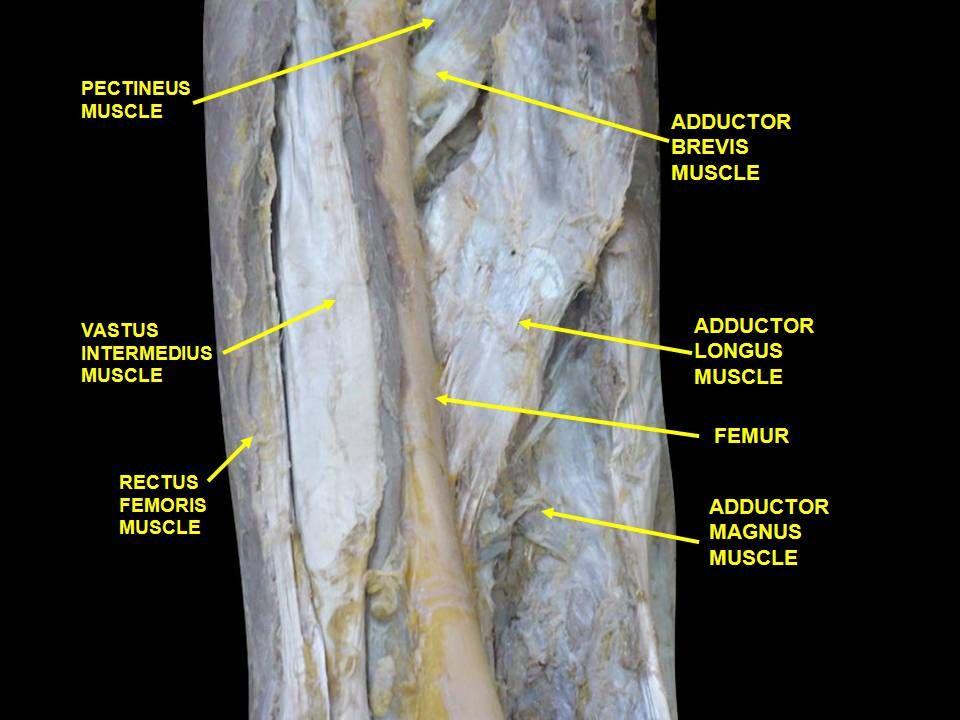 PECTINEUS
MUSCLE
ADDUCTOR
BREVIS
MUSCLE
VASTUS
INTERMEDIUS
MUSCLE
ADDUCTOR
LONGUS
MUSCLE
FEMUR
RECTUS
FEMORIS
MUSCLE
ADDUCTOR
MAGNUS
MUSCLE